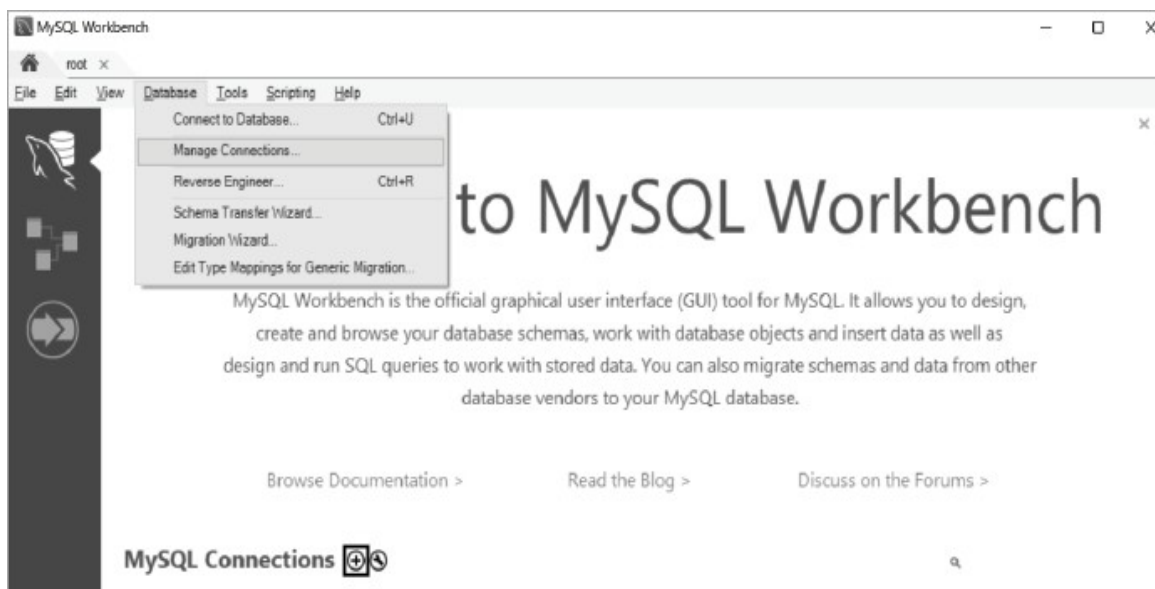 MySQL Workbench
root
File Edit View Database Tools Scripting Help
Connect to Database... Ctrl+U
Manage Connections...
Reverse Engineer... Ctrl+R
Schema Transfer Wizard...
Migration Wizard...
Edit Type Mappings for Generic Migration...
to MySQL Workbench
MySQL Workbench is the official graphical user interface (GUI) tool for MySQL. It allows you to design,
create and browse your database schemas, work with database objects and insert data as well as
design and run SQL queries to work with stored data. You can also migrate schemas and data from other
database vendors to your MySQL database.
Browse Documentation > Read the Blog > Discuss on the Forums >
MySQL Connections